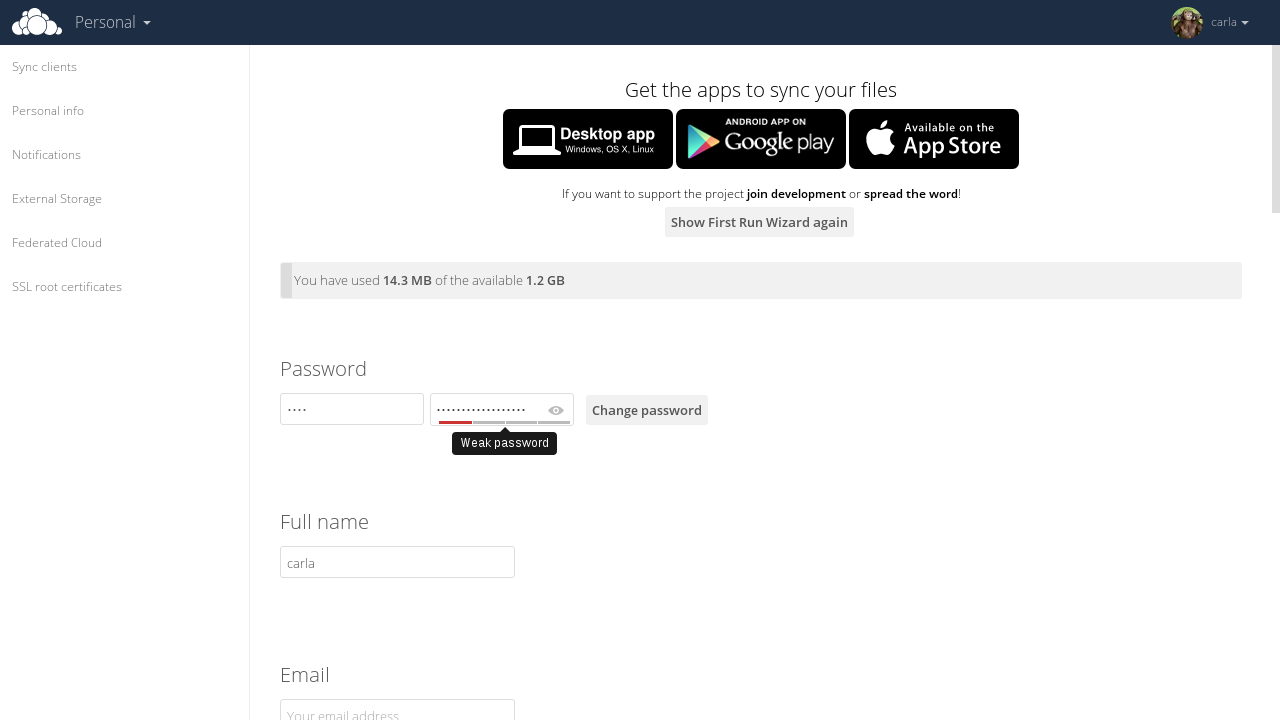 Personal
carla
Sync clients
Personal info
Notifications
External Storage
Federated Cloud
SSL root certificates
Get the apps to sync your files
Desktop app
Windows, OS X, Linux
ANDROID APP ON
Google play
Available on the
App Store
If you want to support the project join development or spread the word!
Show First Run Wizard again
You have used 14.3 MB of the available 1.2 GB
Password
Change password
Weak password
Full name
carla
Email
Your email address